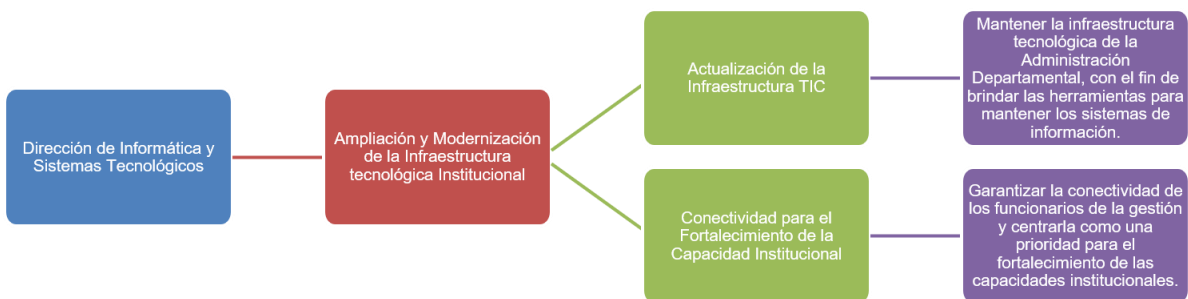 Dirección de Informática y
Sistemas Tecnológicos
Ampliación y Modernización
de la Infraestructura
tecnológica Institucional
Actualización de la
Infraestructura TIC
Mantener la infraestructura
tecnológica de la
Administración
Departamental, con el fin de
brindar las herramientas para
mantener los sistemas de
información.
Conectividad para el
Fortalecimiento de la
Capacidad Institucional
Garantizar la conectividad de
los funcionarios de la gestión
y centrarla como una
prioridad para el
fortalecimiento de las
capacidades institucionales.